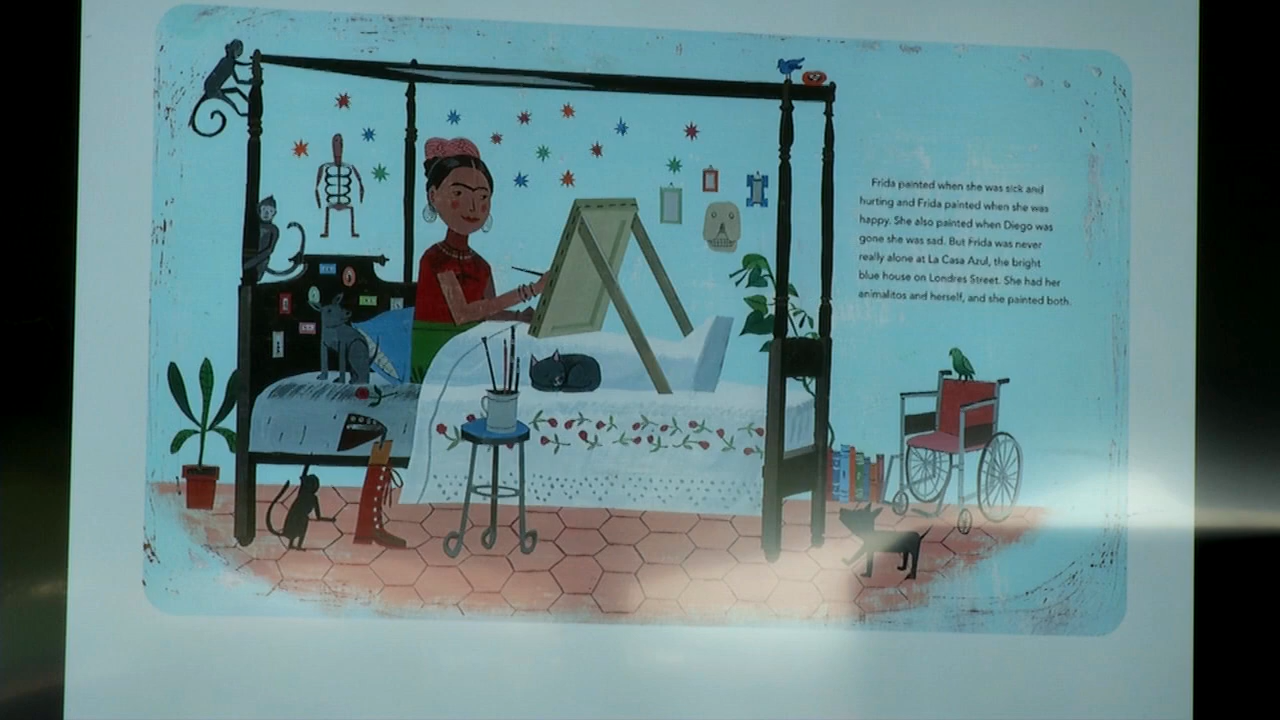 Frida painted when she was sick and
hurting and Frida painted when she was
happy. She also painted when Diego was
gone she was sad. But Frida was never
really alone at La Casa Azul, the bright
blue house on Londres Street. She had her
animalitos and herself, and she painted both.